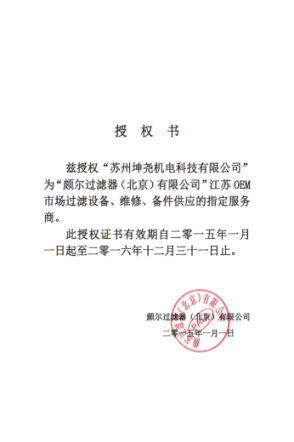 授 权 书
兹授权“苏州坤尧机电科技有限公司”
为“颇尔过滤器（北京）有限公司”江苏 OEM
市场过滤设备、维修、备件供应的指定服务
商。
此授权证书有效期自二零一五年一月
一日起至二零一六年十二月三十一日止。
颇尔过滤器（北京）有限公司
二零一五年一月一日